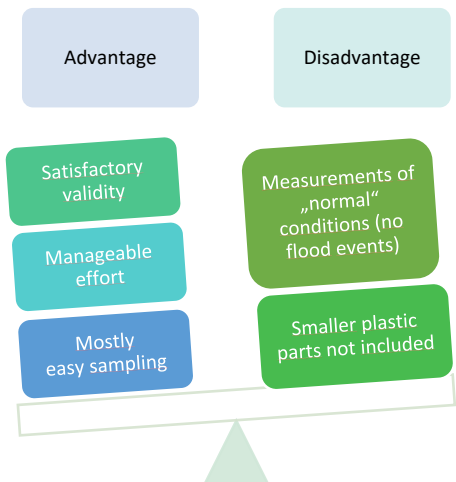 Advantage
Disadvantage
Satisfactory
validity
Manageable
effort
Mostly
easy sampling
Measurements of
„normal“
conditions (no
flood events)
Smaller plastic
parts not included